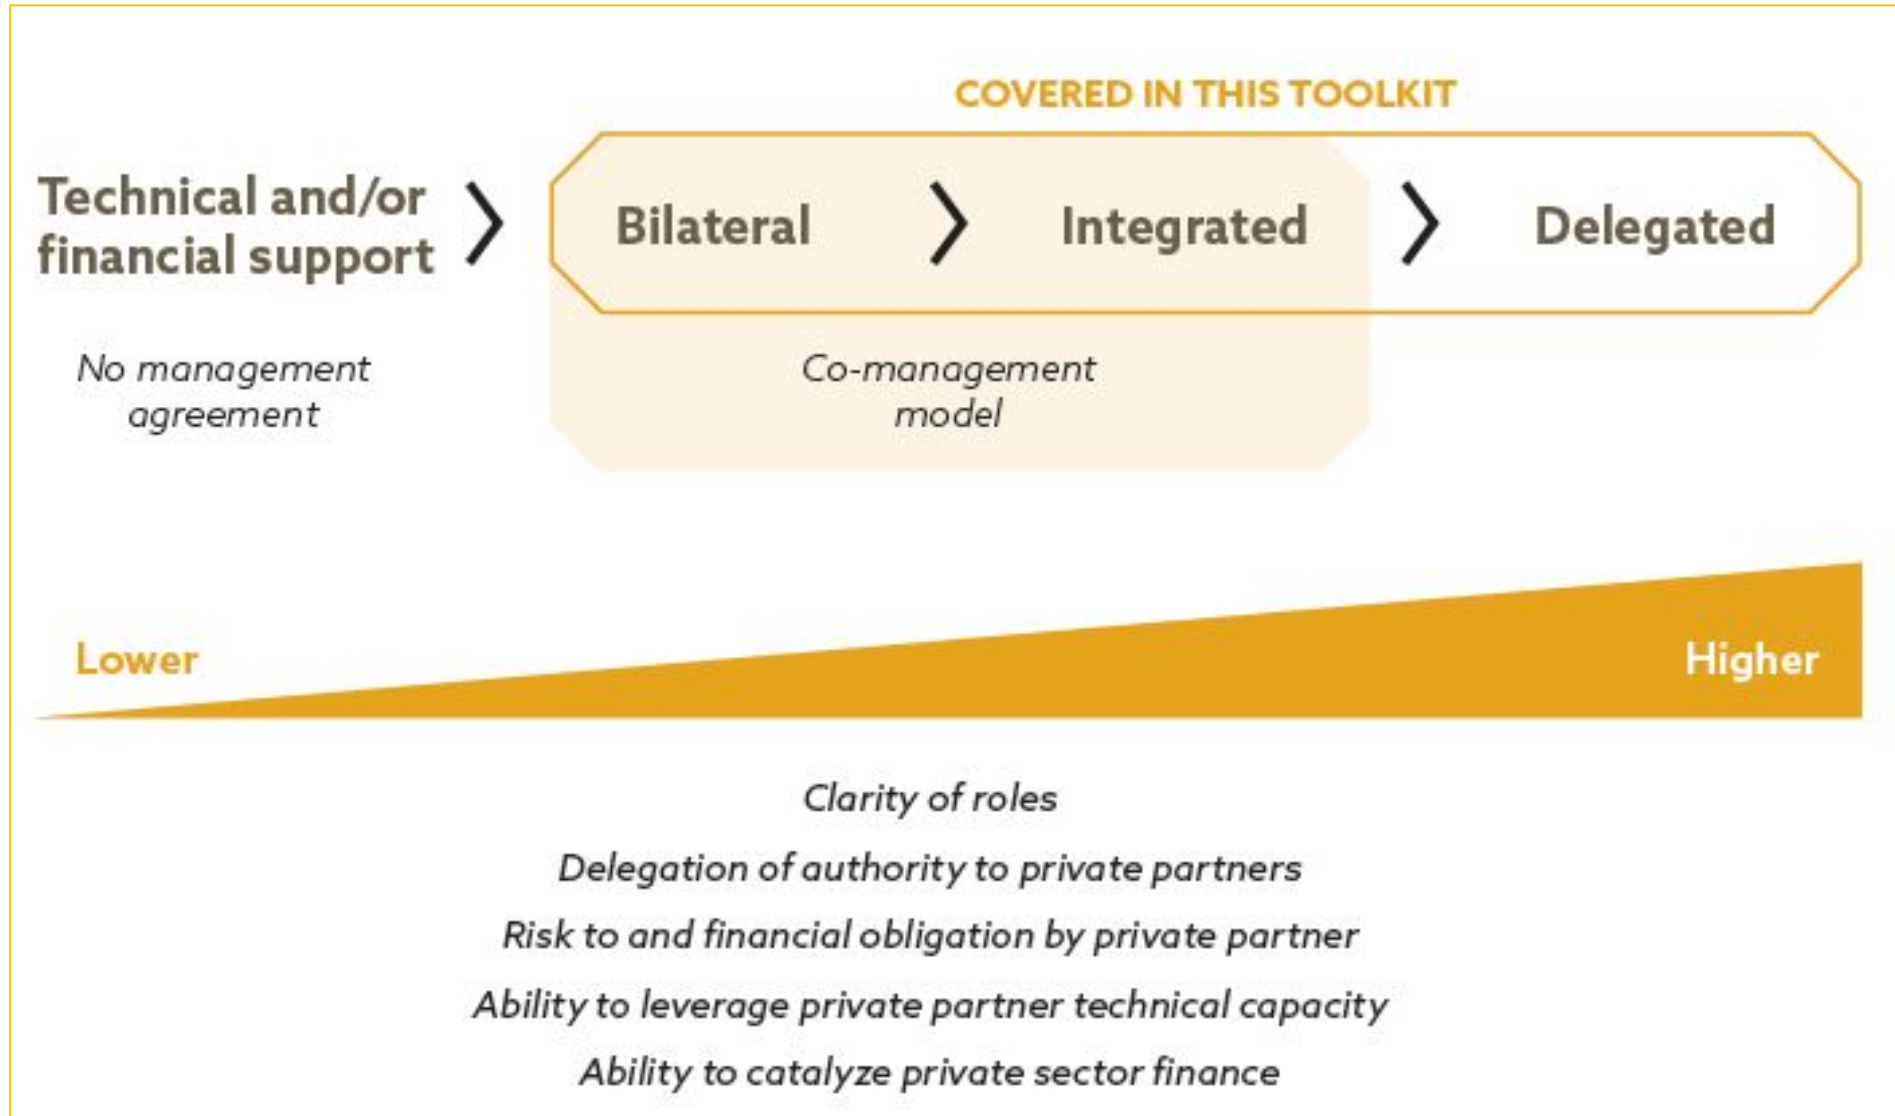 COVERED IN THIS TOOLKIT
Technical and/or
financial support
Bilateral
Integrated
Delegated
No management
agreement
Co-management
model
Lower
Higher
Clarity of roles
Delegation of authority to private partners
Risk to and financial obligation by private partner
Ability to leverage private partner technical capacity
Ability to catalyze private sector finance